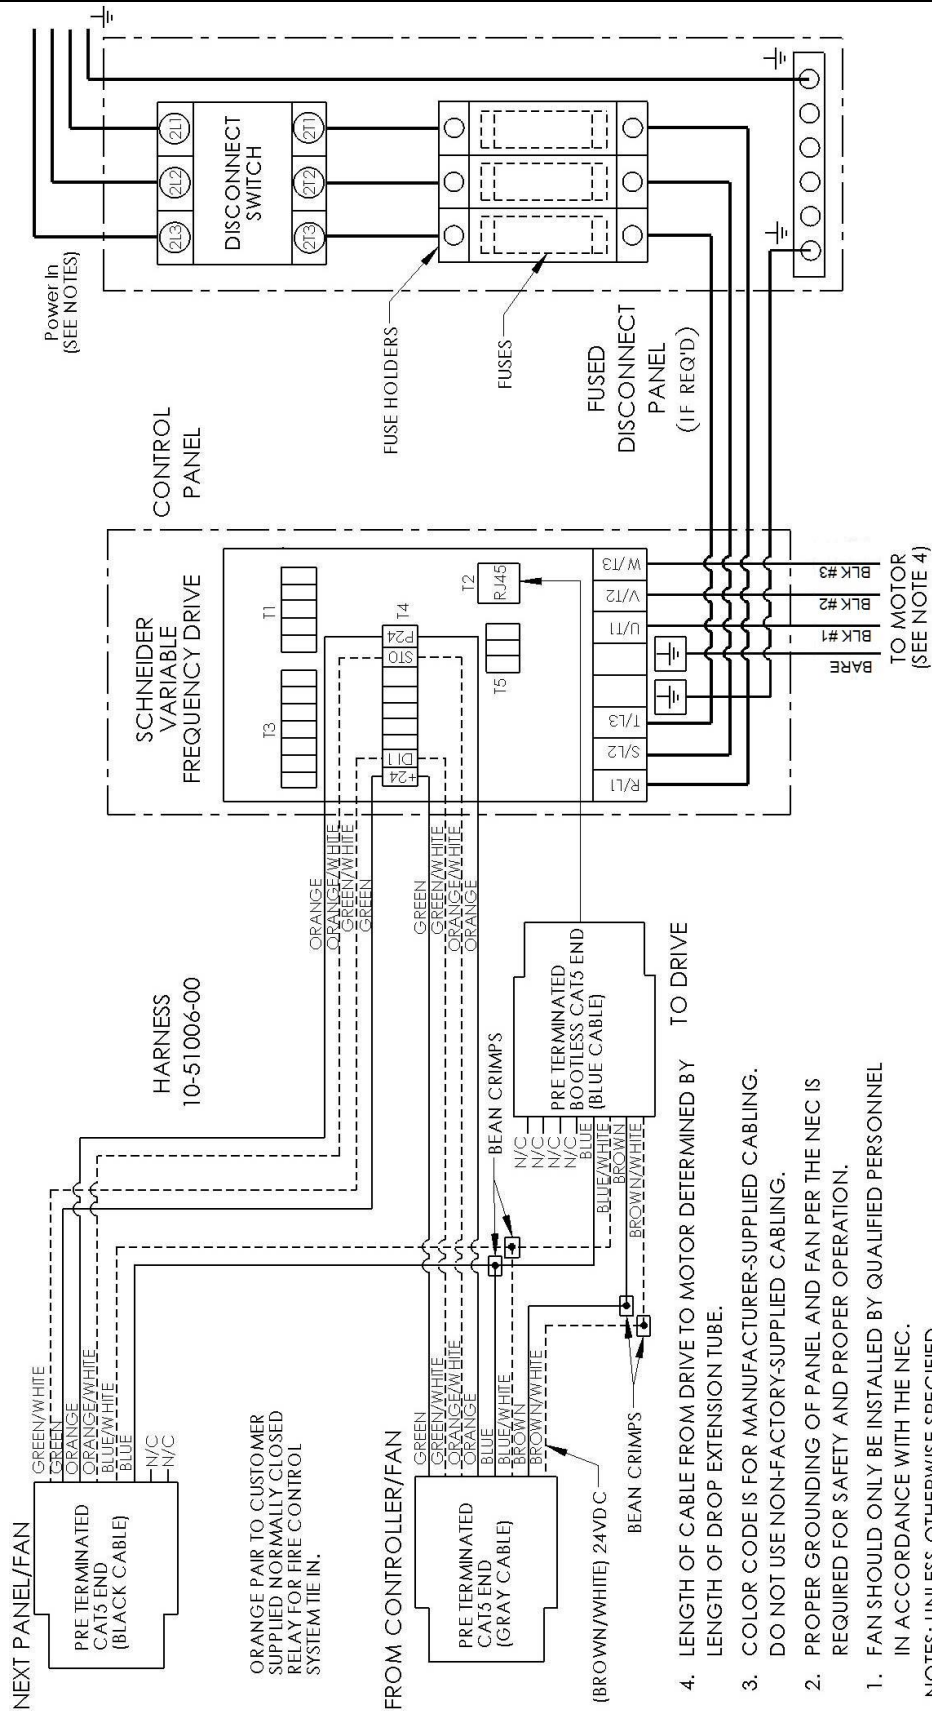 NEXT PANEL/FAN
PRE TERMINATED
CAT5 END
(BLACK CABLE)
GREEN/WHITE
GREEN
ORANGE
ORANGE/WHITE
BLUE/WHITE
BLUE
N/C
N/C
HARNESS
10-51006-00
ORANGE PAIR TO CUSTOMER
SUPPLIED NORMALLY CLOSED
RELAY FOR FIRE CONTROL
SYSTEM TIE IN.
FROM CONTROLLER/FAN
PRE TERMINATED
CAT5 END
(GRAY CABLE)
GREEN
GREEN/WHITE
ORANGE/WHITE
ORANGE
BLUE
BLUE/WHITE
BROWN
BROWN/WHITE
(BROWN/WHITE) 24VDC
BEAN CRIMPS
BEAN CRIMPS
PRE TERMINATED
BOOTLESS CAT5 END
(BLUE CABLE)
N/C
N/C
N/C
N/C
BLUE
BLUE/WHITE
BROWN
BROWN/WHITE
TO DRIVE
ORANGE
ORANGE/WHITE
GREEN/WHITE
GREEN
GREEN
GREEN/WHITE
ORANGE/WHITE
ORANGE
CONTROL
PANEL
SCHNEIDER
VARIABLE
FREQUENCY DRIVE
T3
T1
T4
+24
DI1
STO
P24
T5
T2
RJ45
R/L1
S/L2
T/L3
U/T1
V/T2
W/T3
BARE
BLK #1
BLK #2
BLK #3
TO MOTOR
(SEE NOTE 4)
Power In
(SEE NOTES)
2L3
2L2
2L1
DISCONNECT
SWITCH
2T3
2T2
2T1
FUSE HOLDERS
FUSES
FUSED
DISCONNECT
PANEL
(IF REQ'D)
4. LENGTH OF CABLE FROM DRIVE TO MOTOR DETERMINED BY
LENGTH OF DROP EXTENSION TUBE.
3. COLOR CODE IS FOR MANUFACTURER-SUPPLIED CABLING.
DO NOT USE NON-FACTORY-SUPPLIED CABLING.
2. PROPER GROUNDING OF PANEL AND FAN PER THE NEC IS
REQUIRED FOR SAFETY AND PROPER OPERATION.
1. FAN SHOULD ONLY BE INSTALLED BY QUALIFIED PERSONNEL
IN ACCORDANCE WITH THE NEC.
NOTES: UNLESS OTHERWISE SPECIFIED